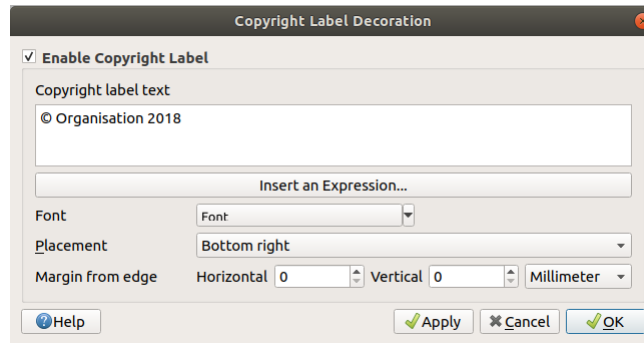 Copyright Label Decoration
Enable Copyright Label
Copyright label text
© Organisation 2018
Insert an Expression...
Font Font
Placement Bottom right
Margin from edge Horizontal 0 Vertical 0 Millimeter
Help Apply Cancel OK